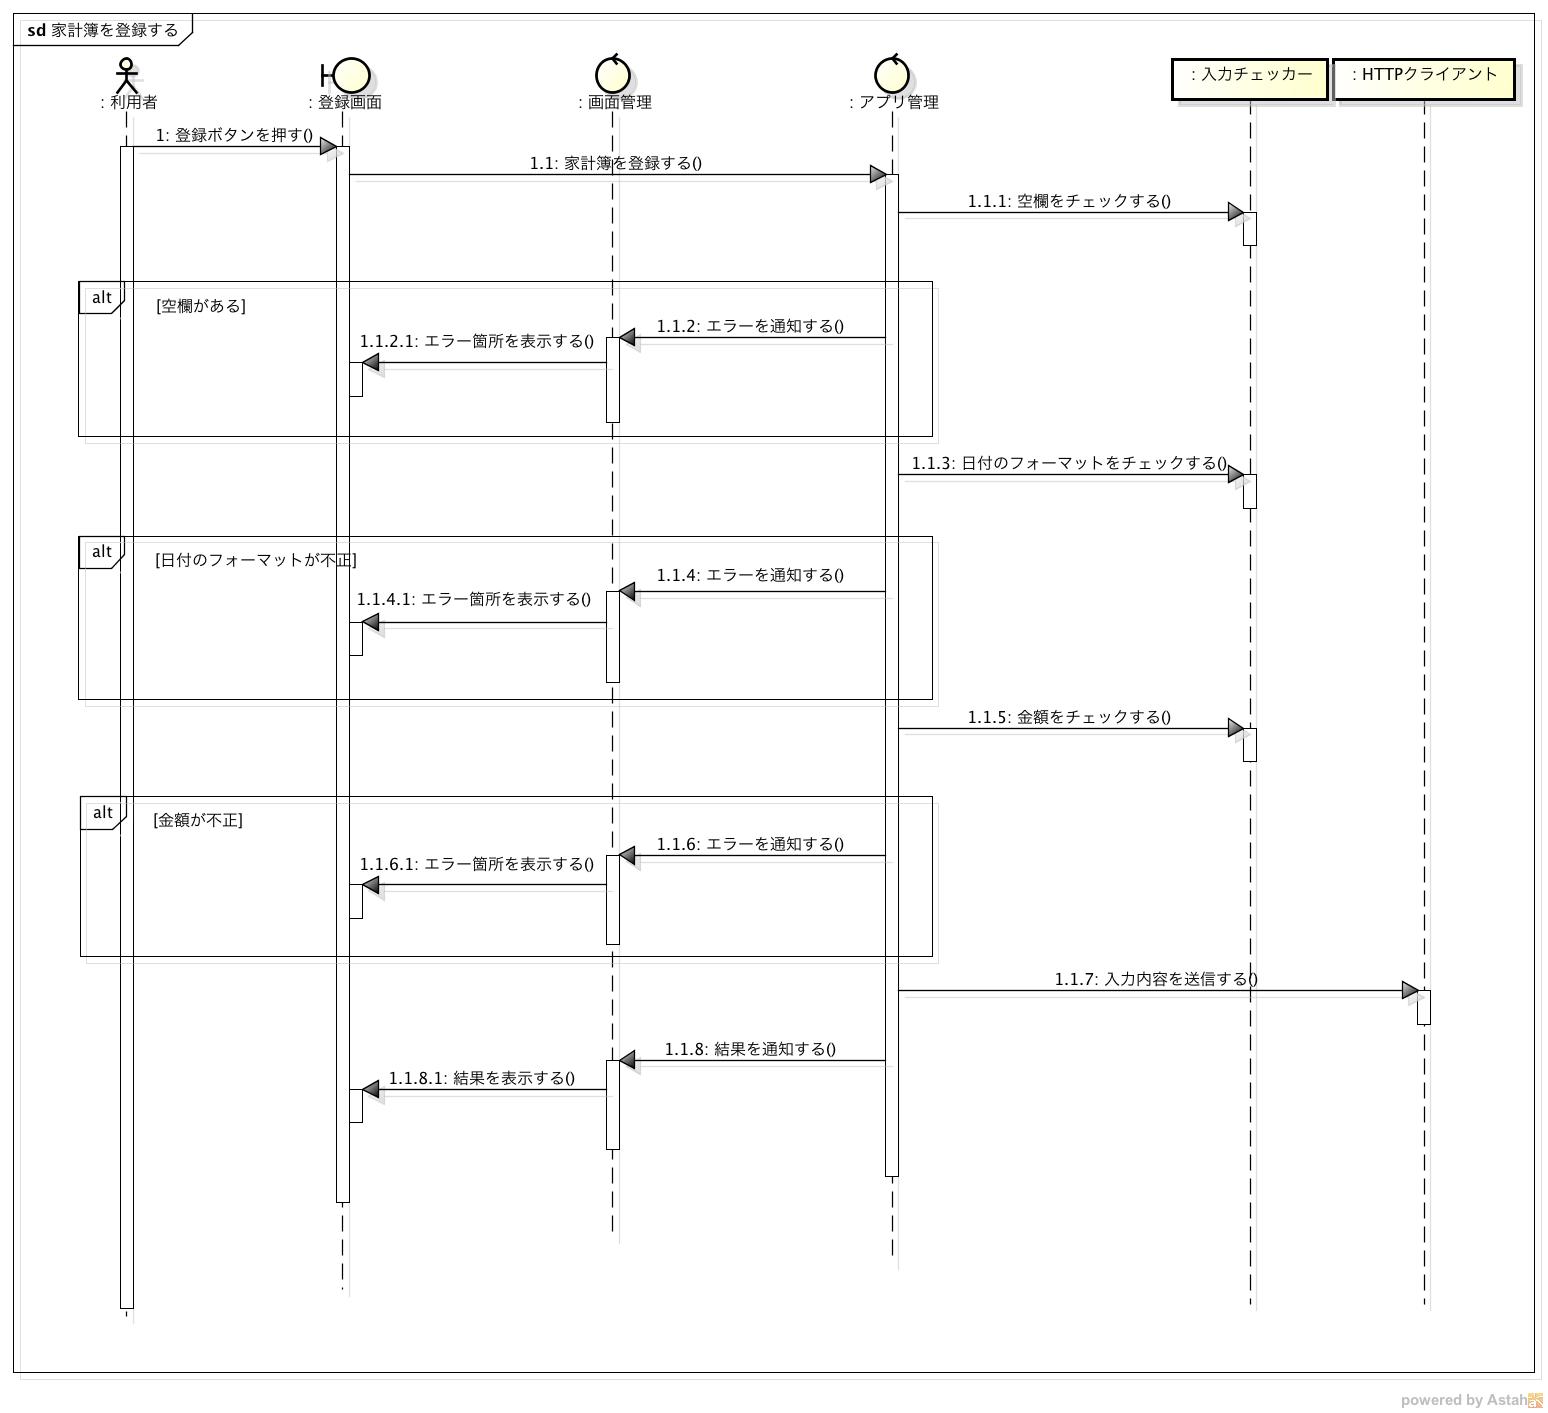 sd 家計簿を登録する
: 利用者
: 登録画面
: 画面管理
: アプリ管理
: 入力チェッカー
: HTTPクライアント
1: 登録ボタンを押す()
1.1: 家計簿を登録する()
1.1.1: 空欄をチェックする()
alt
[空欄がある]
1.1.2: エラーを通知する()
1.1.2.1: エラー箇所を表示する()
1.1.3: 日付のフォーマットをチェックする()
alt
[日付のフォーマットが不正]
1.1.4: エラーを通知する()
1.1.4.1: エラー箇所を表示する()
1.1.5: 金額をチェックする()
alt
[金額が不正]
1.1.6: エラーを通知する()
1.1.6.1: エラー箇所を表示する()
1.1.7: 入力内容を送信する()
1.1.8: 結果を通知する()
1.1.8.1: 結果を表示する()
powered by Astah